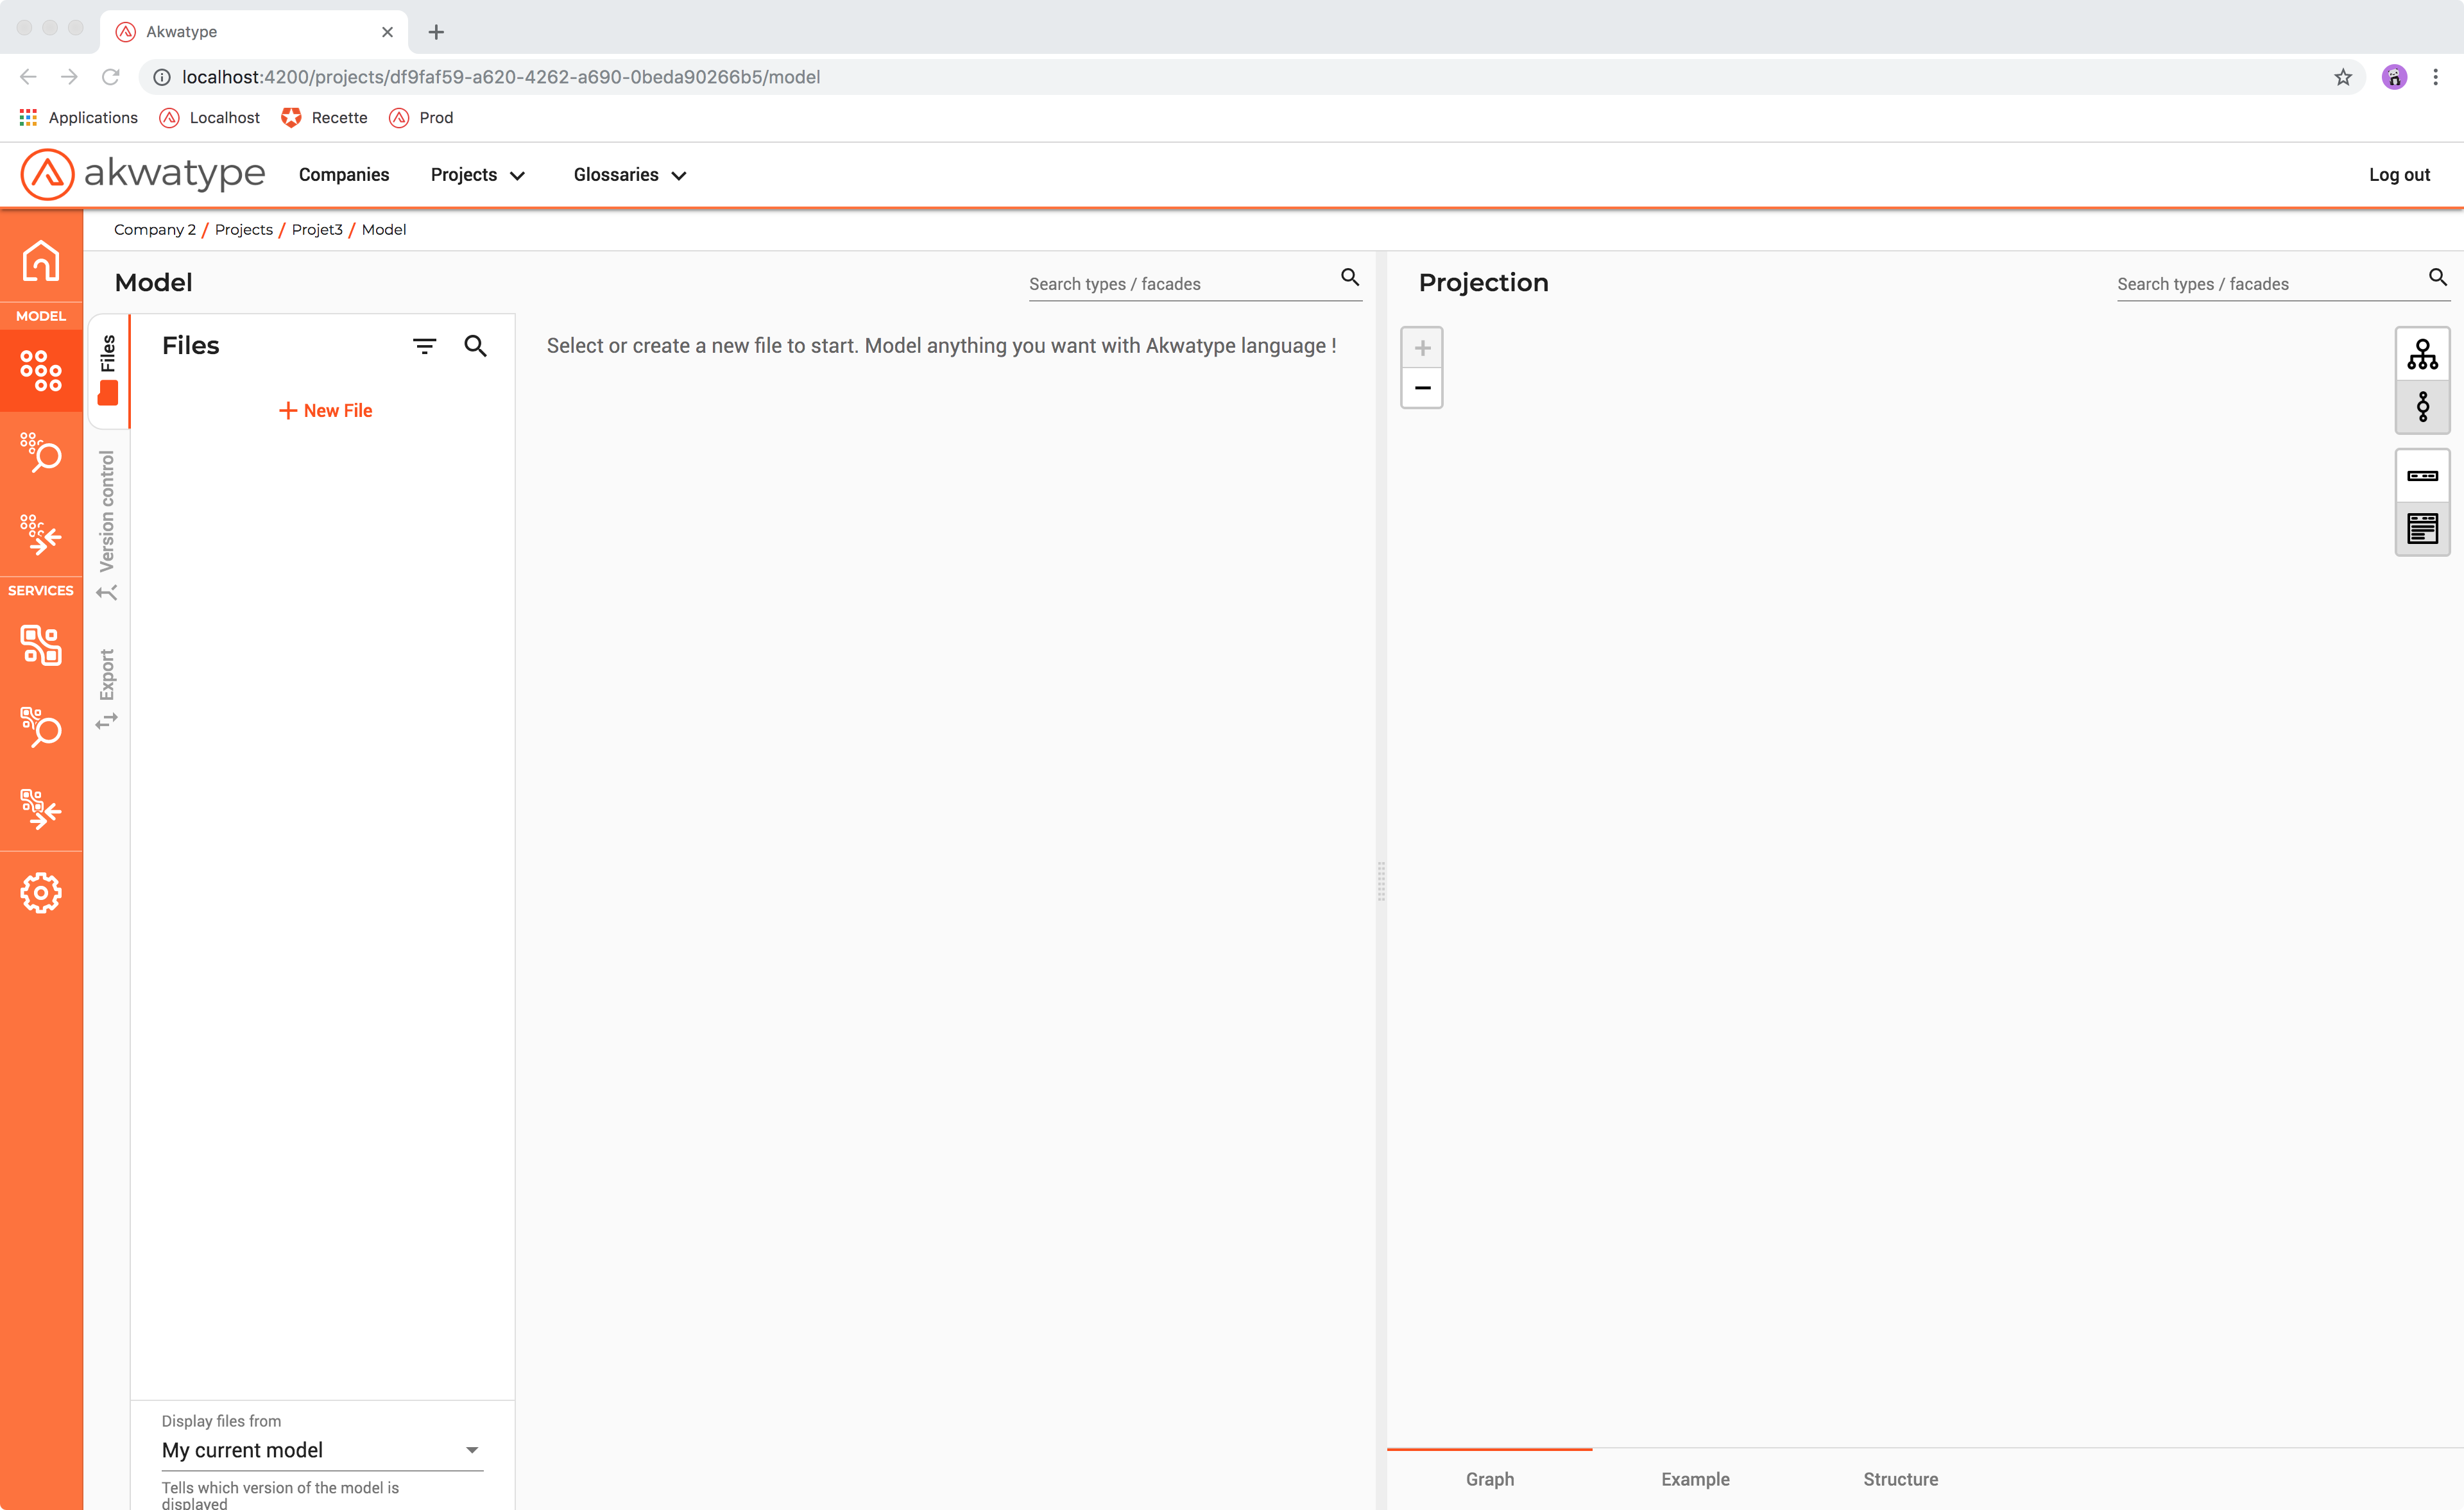 Akwatype
localhost:4200/projects/df9faf59-a620-4262-a690-0beda90266b5/model
Applications Localhost Recette Prod
akwatype Companies Projects Glossaries Log out
Company 2 / Projects / Projet3 / Model
MODEL
SERVICES
Files
Version control
Export
Model
Search types / facades
Files
+ New File
Select or create a new file to start. Model anything you want with Akwatype language !
Display files from
My current model
Tells which version of the model is
displayed
Projection
Search types / facades
Graph Example Structure